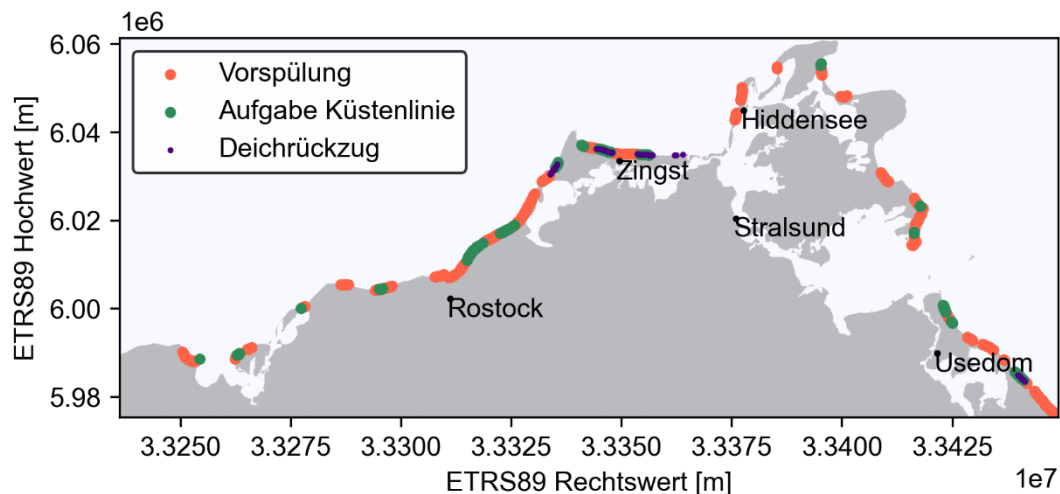 1e6
6.06
6.04
6.02
6.00
5.98
ETRS89 Hochwert [m]
Vorspülung
Aufgabe Küstenlinie
Deichrückzug
Hiddensee
Zingst
Stralsund
Rostock
Usedom
3.3250 3.3275 3.3300 3.3325 3.3350 3.3375 3.3400 3.3425
ETRS89 Rechtswert [m]
1e7